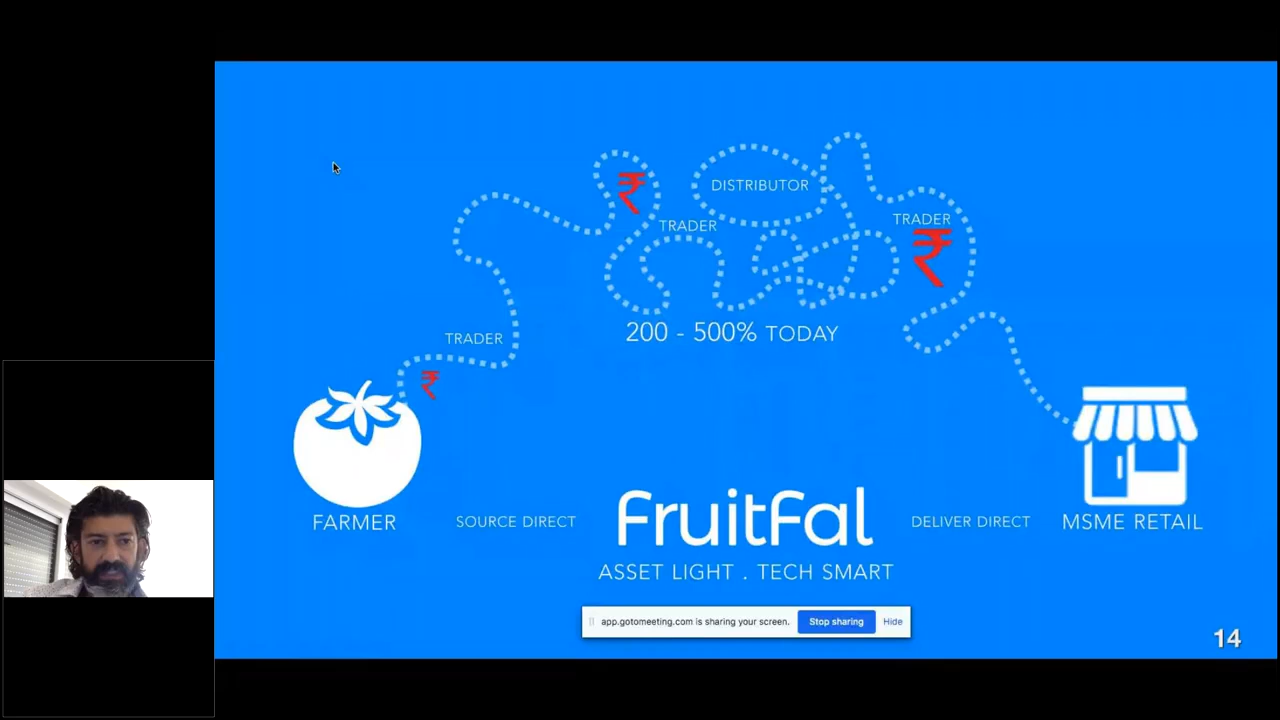 DISTRIBUTOR
₹
TRADER
TRADER
₹
200 - 500% TODAY
TRADER
₹
FARMER
SOURCE DIRECT
FruitFal
DELIVER DIRECT
MSME RETAIL
ASSET LIGHT . TECH SMART
app.gotomeeting.com is sharing your screen.
Stop sharing
Hide
14